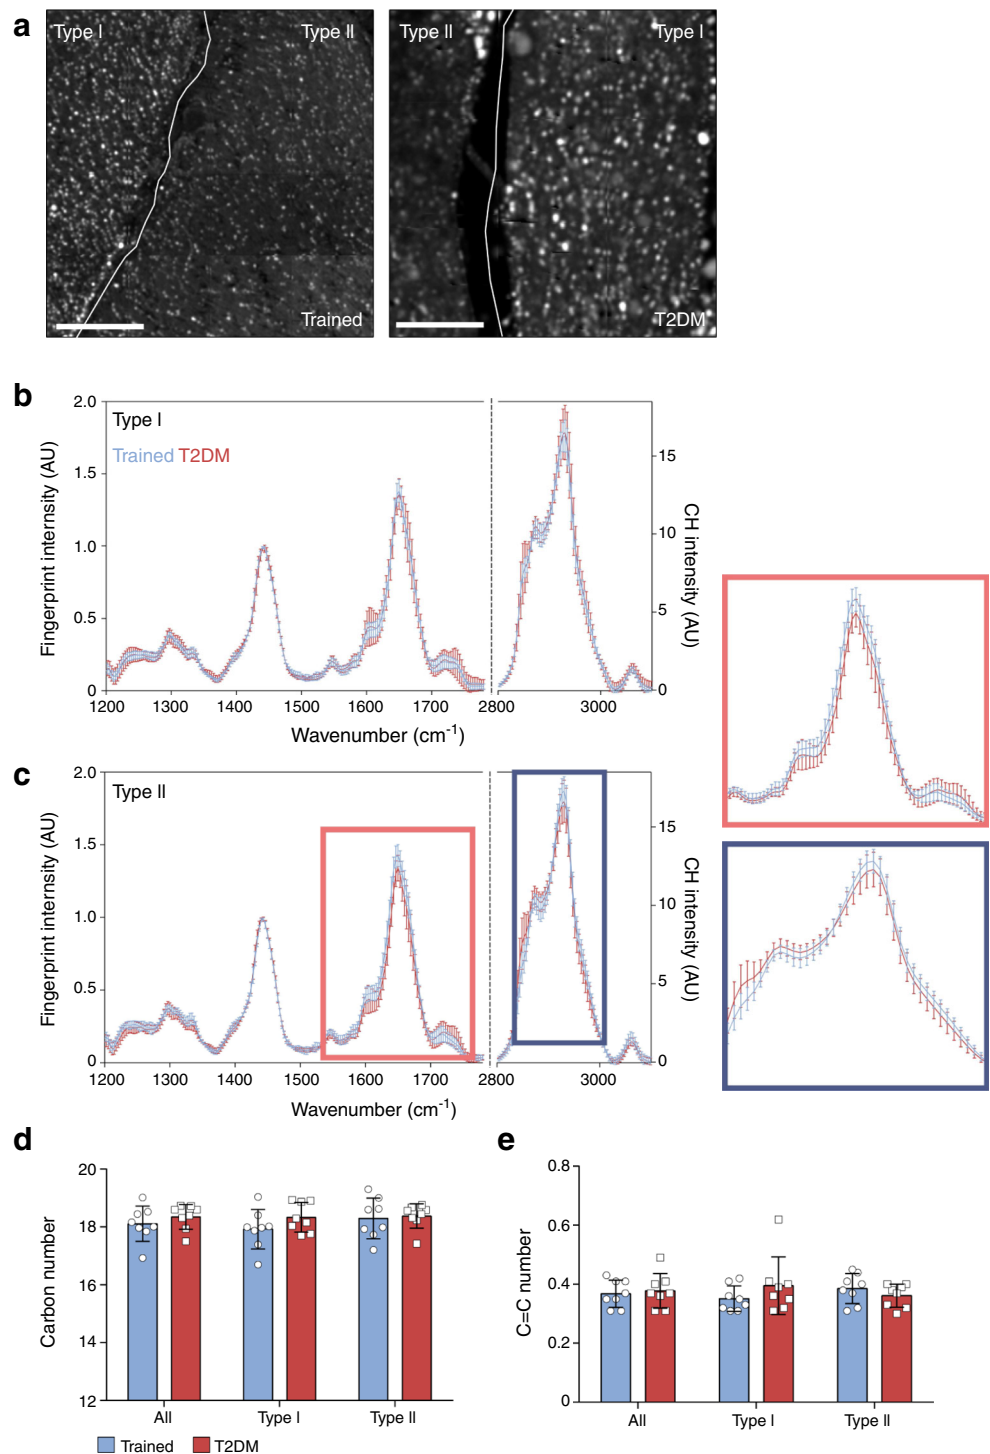 a
Type I
Type II
Trained
Type II
Type I
T2DM
b
2.0
1.5
1.0
0.5
0
Fingerprint internsity (AU)
Type I
Trained T2DM
15
10
5
0
CH intensity (AU)
1200 1300 1400 1500 1600 1700 2800 3000
Wavenumber (cm-1)
c
2.0
1.5
1.0
0.5
0
Fingerprint intensity (AU)
Type II
15
10
5
0
CH intensity (AU)
1200 1300 1400 1500 1600 1700 2800 3000
Wavenumber (cm-1)
d
20
18
16
14
12
Carbon number
All Type I Type II
Trained T2DM
e
0.8
0.6
0.4
0.2
0
C=C number
All Type I Type II